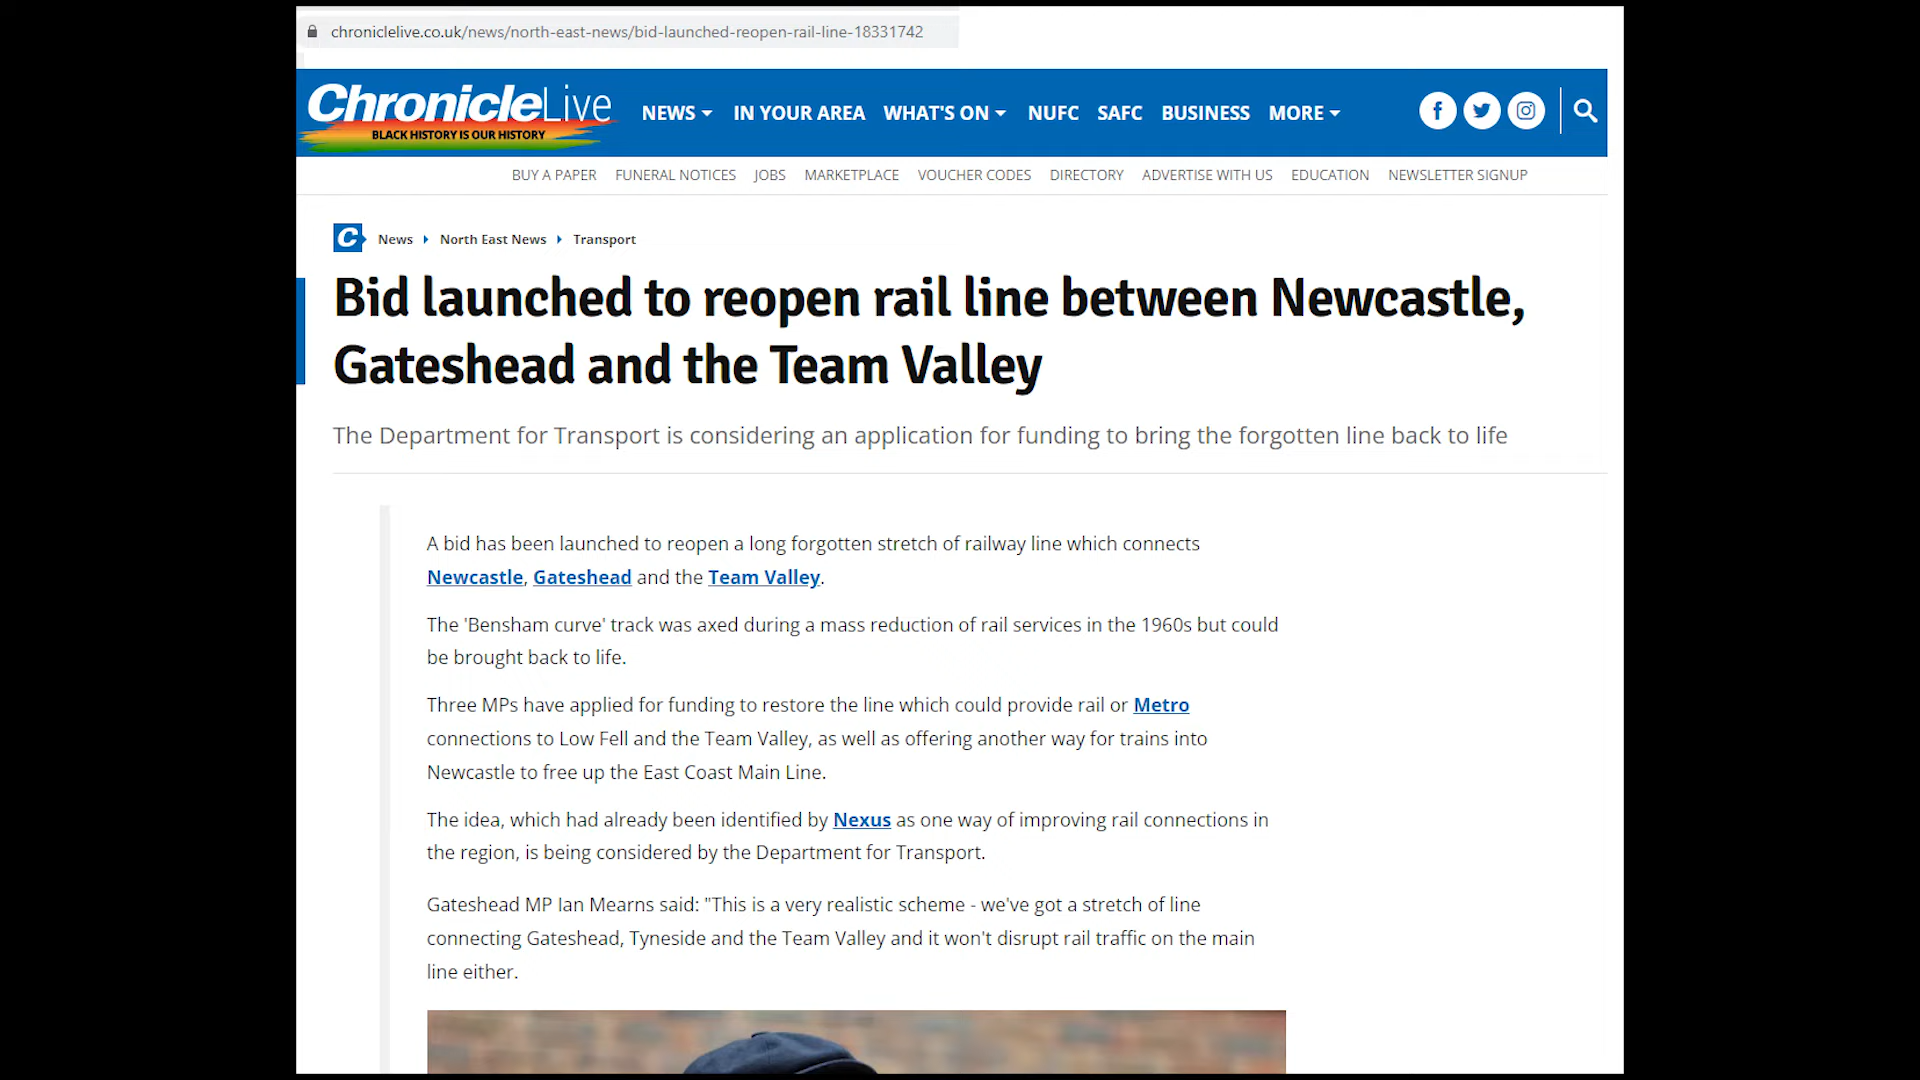 chroniclelive.co.uk/news/north-east-news/bid-launched-reopen-rail-line-18331742
ChronicleLive
BLACK HISTORY IS OUR HISTORY
NEWS IN YOUR AREA WHAT'S ON NUFC SAFC BUSINESS MORE
BUY A PAPER FUNERAL NOTICES JOBS MARKETPLACE VOUCHER CODES DIRECTORY ADVERTISE WITH US EDUCATION NEWSLETTER SIGNUP
C News North East News Transport
Bid launched to reopen rail line between Newcastle,
Gateshead and the Team Valley
The Department for Transport is considering an application for funding to bring the forgotten line back to life
A bid has been launched to reopen a long forgotten stretch of railway line which connects
Newcastle, Gateshead and the Team Valley.
The 'Bensham curve' track was axed during a mass reduction of rail services in the 1960s but could
be brought back to life.
Three MPs have applied for funding to restore the line which could provide rail or Metro
connections to Low Fell and the Team Valley, as well as offering another way for trains into
Newcastle to free up the East Coast Main Line.
The idea, which had already been identified by Nexus as one way of improving rail connections in
the region, is being considered by the Department for Transport.
Gateshead MP Ian Mearns said: "This is a very realistic scheme - we've got a stretch of line
connecting Gateshead, Tyneside and the Team Valley and it won't disrupt rail traffic on the main
line either.